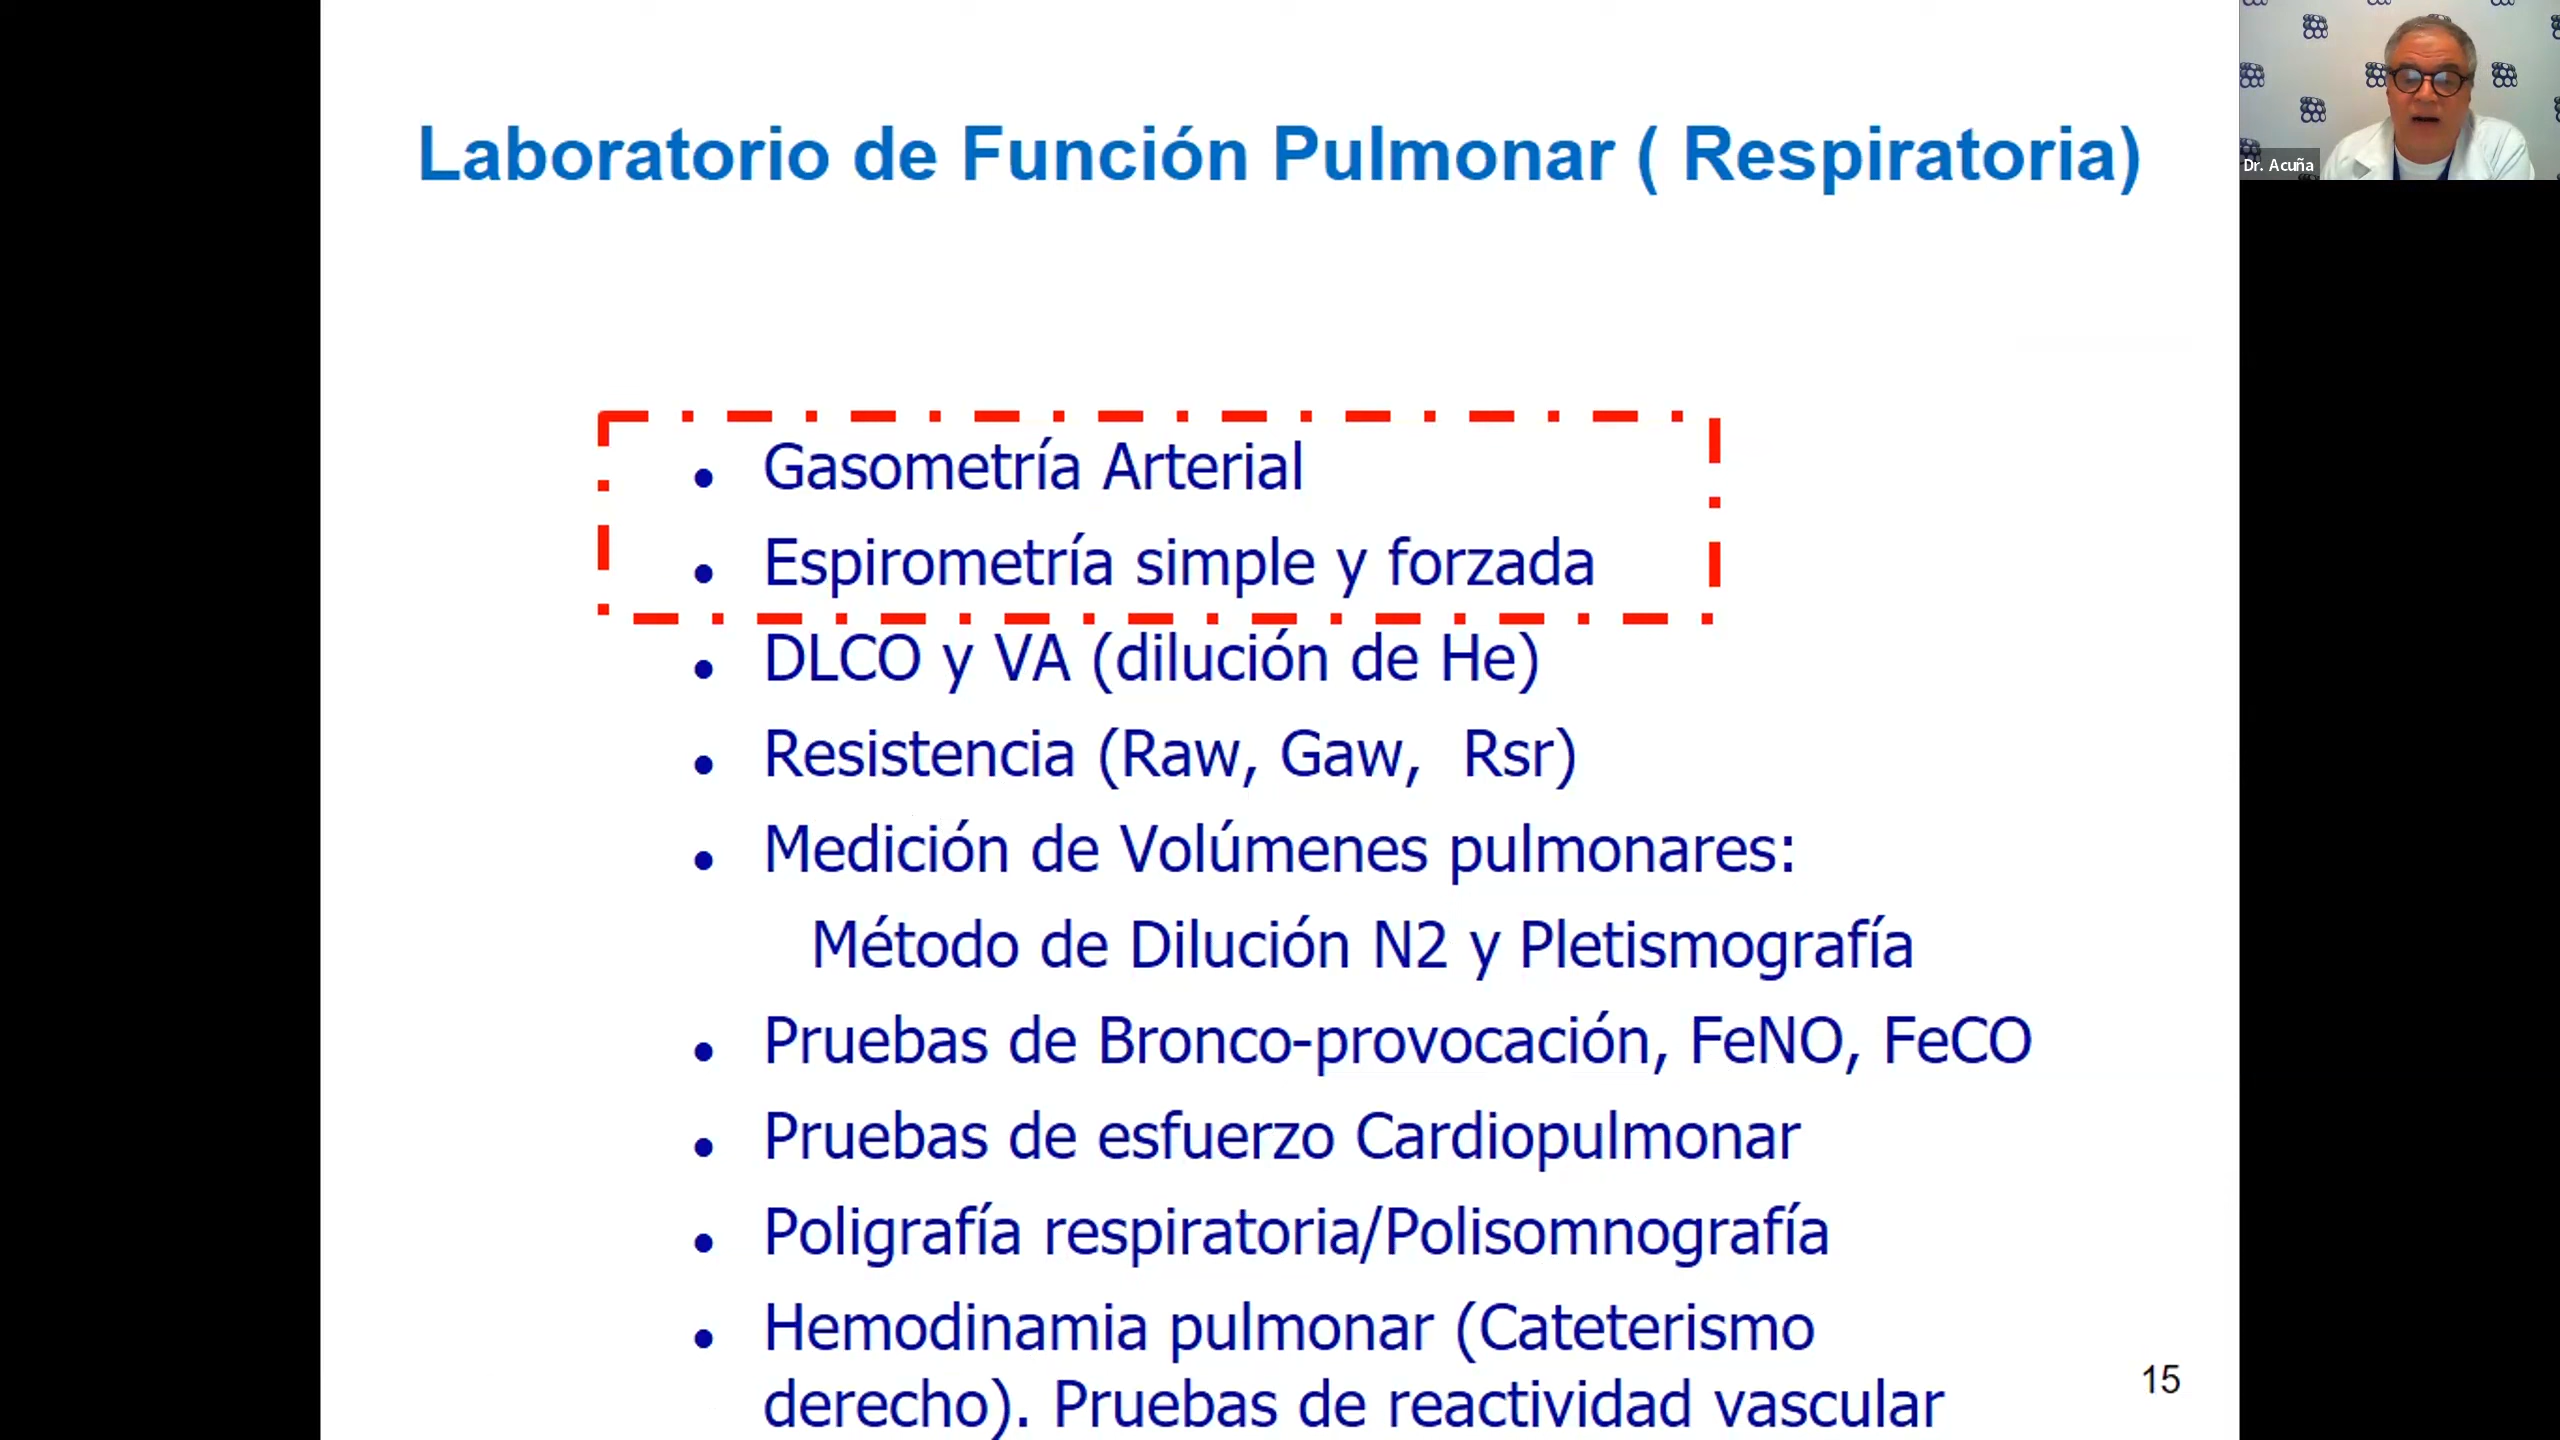 Laboratorio de Función Pulmonar ( Respiratoria)
Dr. Acuña
• Gasometría Arterial
• Espirometría simple y forzada
• DLCO y VA (dilución de He)
• Resistencia (Raw, Gaw,  Rsr)
• Medición de Volúmenes pulmonares:
Método de Dilución N2 y Pletismografía
• Pruebas de Bronco-provocación, FeNO, FeCO
• Pruebas de esfuerzo Cardiopulmonar
• Poligrafía respiratoria/Polisomnografía
• Hemodinamia pulmonar (Cateterismo
derecho). Pruebas de reactividad vascular
15